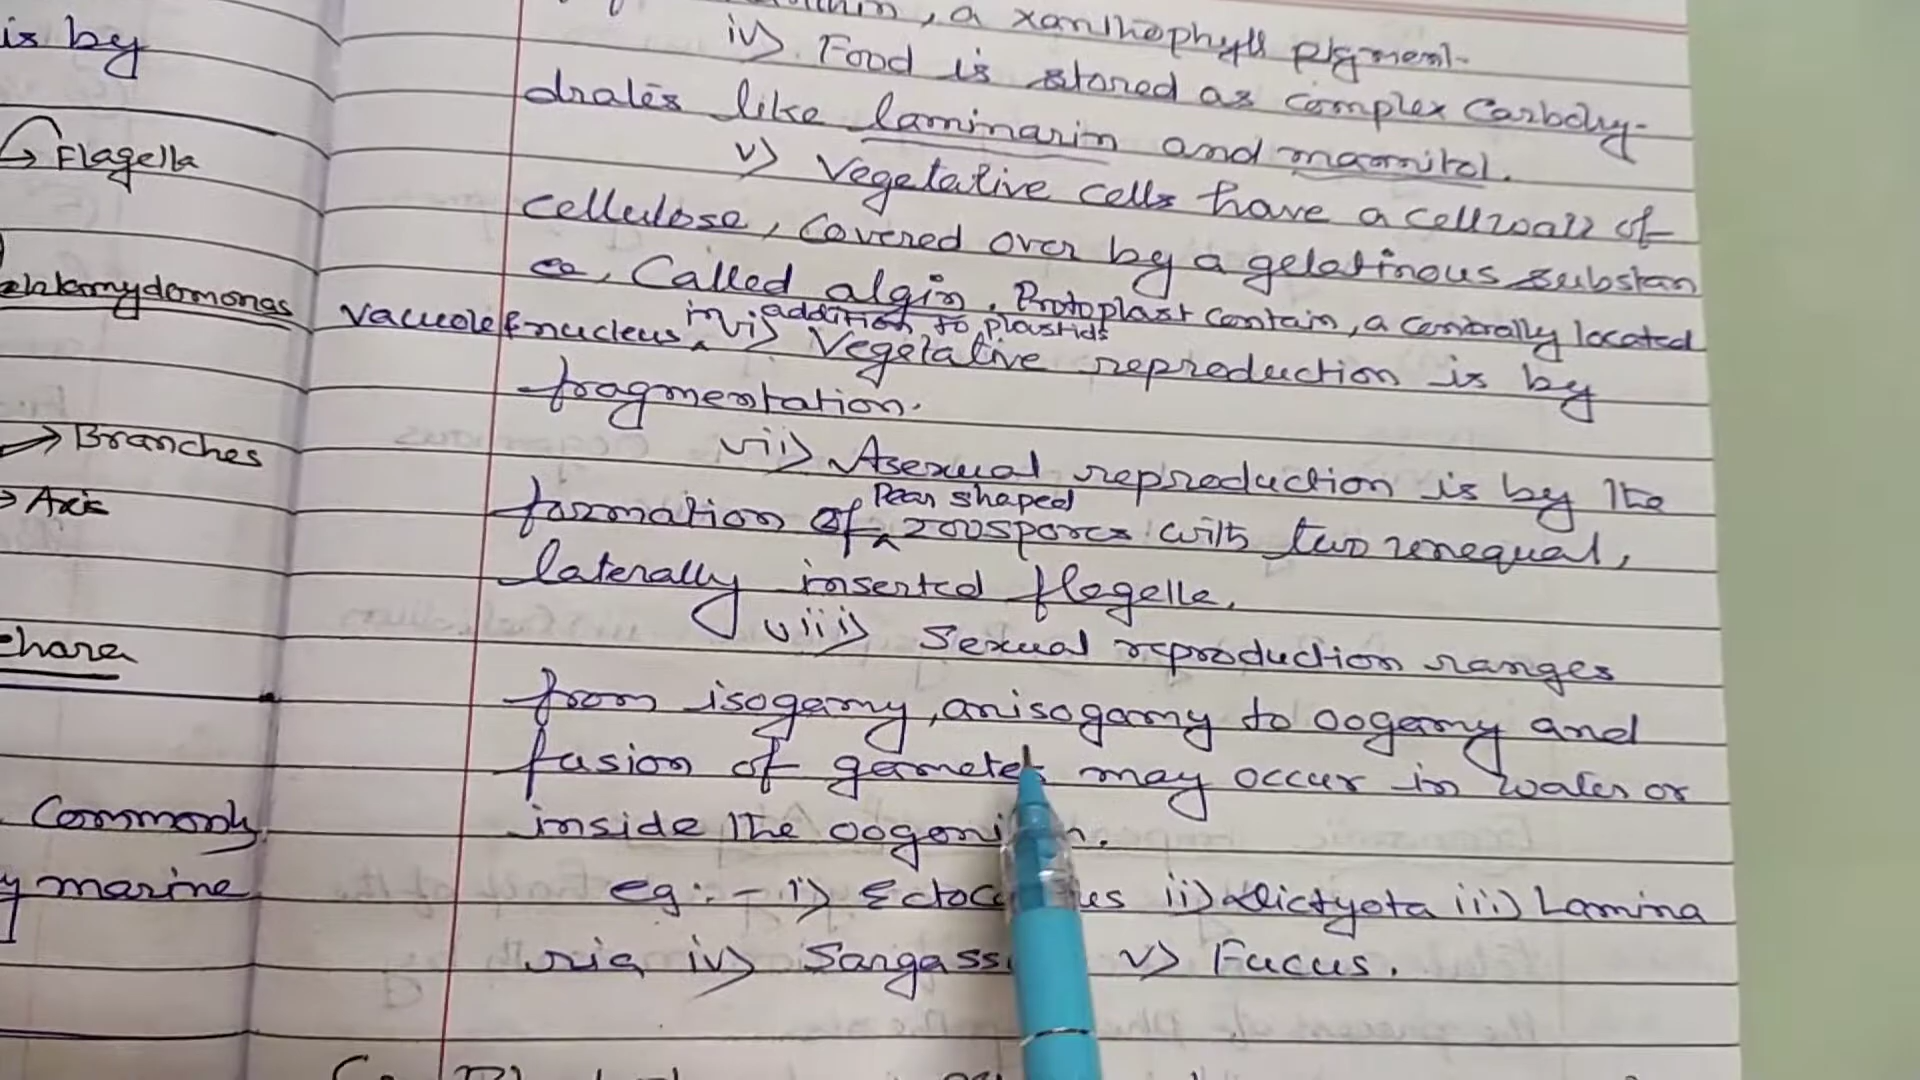 is by
Flagella
chlamydomonas
Branches
Axis
chara
Commonly
y marine
, a xanthophyll pigment.
iv) Food is stored as complex Carbohy-
drates like laminarin and mannitol.
v) Vegetative cells have a cellwall of
cellulose, Covered over by a gelatinous substan
ce, Called algin. Protoplast contain, a centrally located
vacuole & nucleus in addition to plastids
vi) Vegetative reproduction is by
fragmentation.
vii) Asexual reproduction is by the
formation of Pear shaped zoospores with two unequal,
laterally inserted flagella.
viii) Sexual reproduction ranges
from isogamy, anisogamy to oogamy and
fusion of gametes may occur in water or
inside the
eg:- i) ii) Dictyota iii) Lamina
ria iv) v) Fucus.